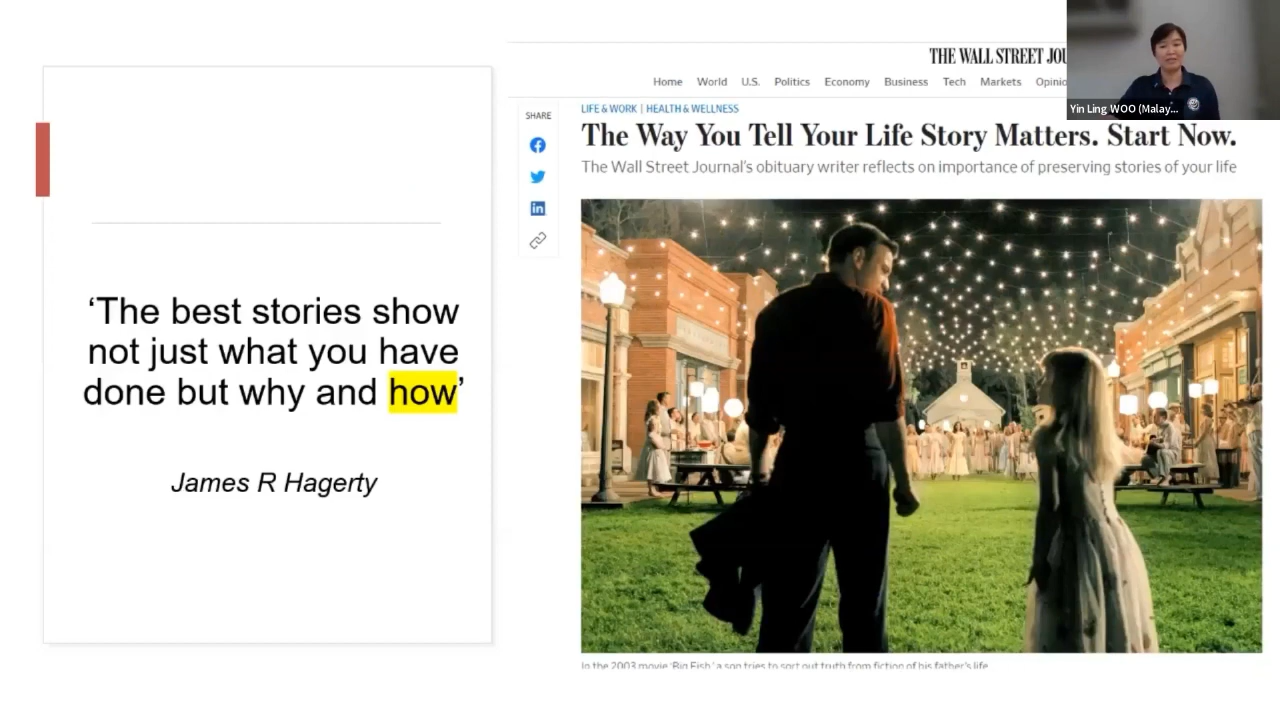 ‘The best stories show
not just what you have
done but why and how’
James R Hagerty
THE WALL STREET JOU
Home World U.S. Politics Economy Business Tech Markets Opinio
LIFE & WORK | HEALTH & WELLNESS
SHARE
The Way You Tell Your Life Story Matters. Start Now.
The Wall Street Journal's obituary writer reflects on importance of preserving stories of your life
In the 2003 movie 'Big Fish,' a son tries to sort out truth from fiction of his father's life
Yin Ling WOO (Malay...